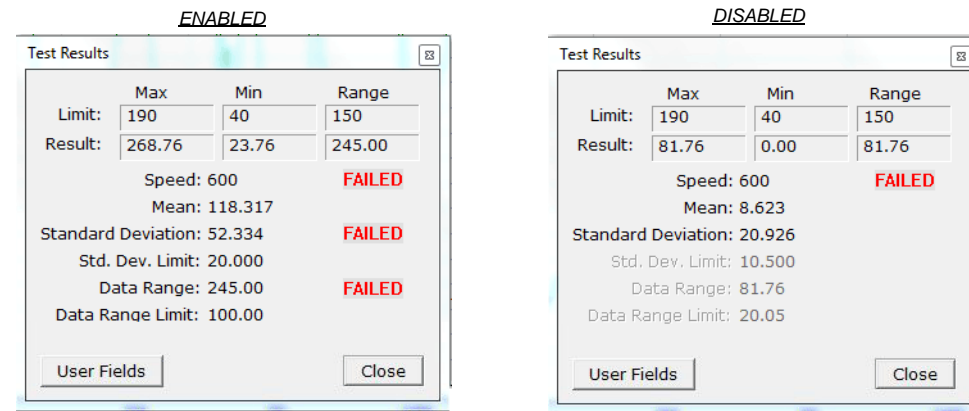 ENABLED
Test Results
Max Min Range
Limit: 190 40 150
Result: 268.76 23.76 245.00
Speed: 600 FAILED
Mean: 118.317
Standard Deviation: 52.334 FAILED
Std. Dev. Limit: 20.000
Data Range: 245.00 FAILED
Data Range Limit: 100.00
User Fields Close
DISABLED
Test Results
Max Min Range
Limit: 190 40 150
Result: 81.76 0.00 81.76
Speed: 600 FAILED
Mean: 8.623
Standard Deviation: 20.926
Std. Dev. Limit: 10.500
Data Range: 81.76
Data Range Limit: 20.05
User Fields Close